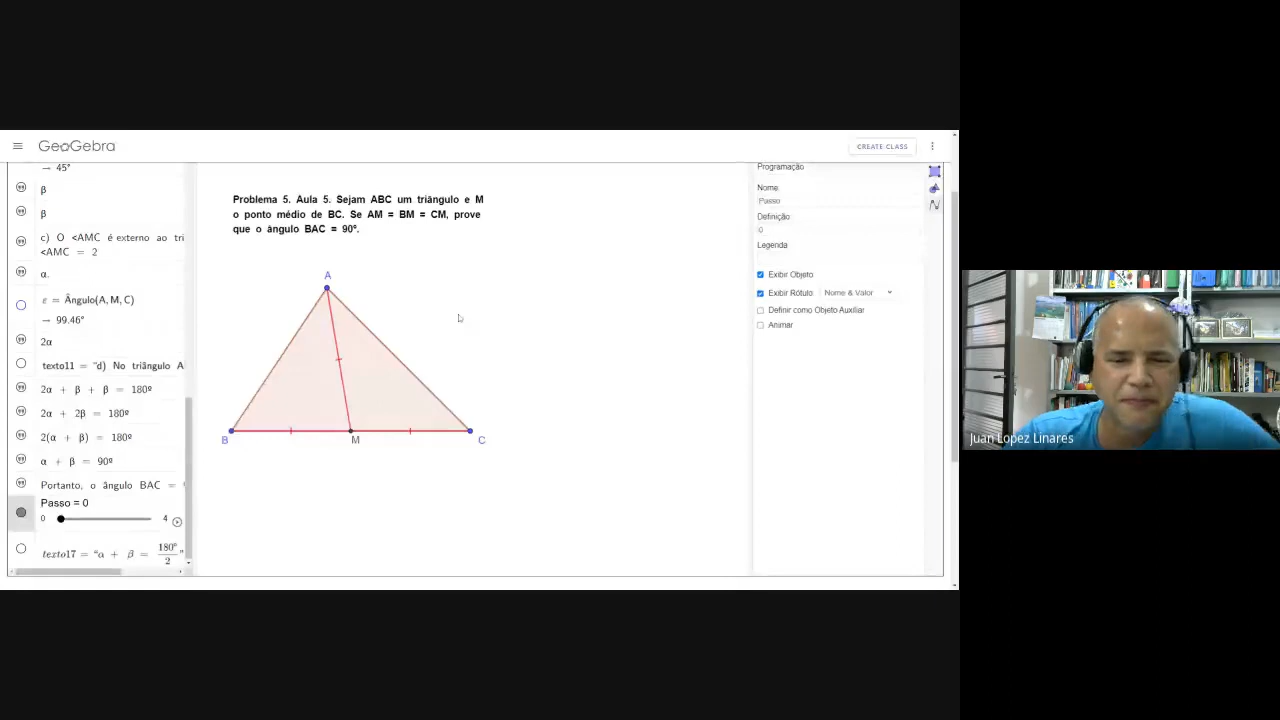 GeoGebra
CREATE CLASS
→ 45°
β
β
c) O <AMC é externo ao tri
<AMC = 2
α.
ε = Ângulo(A, M, C)
→ 99.46°
2α
texto11 = "d) No triângulo A
2α + β + β = 180º
2α + 2β = 180º
2(α + β) = 180º
α + β = 90º
Portanto, o ângulo BAC =
Passo = 0
0
4
texto17 = "α + β = 180°/2"
Problema 5. Aula 5. Sejam ABC um triângulo e M
o ponto médio de BC. Se AM = BM = CM, prove
que o ângulo BAC = 90º.
A
B
M
C
Programação
Nome:
Passo
Definição
0
Legenda
Exibir Objeto
Exibir Rótulo: Nome & Valor
Definir como Objeto Auxiliar
Animar
Juan Lopez Linares